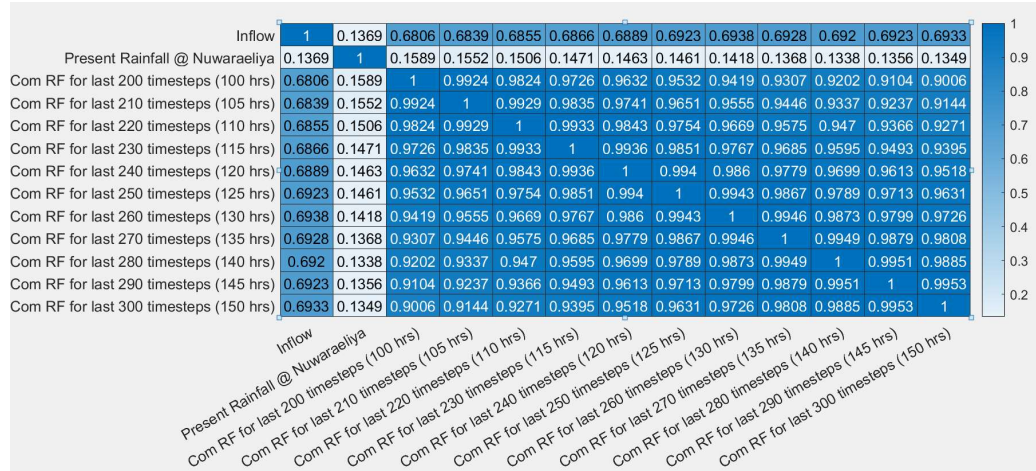 Inflow 1 0.1369 0.6806 0.6839 0.6855 0.6866 0.6889 0.6923 0.6938 0.6928 0.692 0.6923 0.6933 1
Present Rainfall @ Nuwaraeliya 0.1369 1 0.1589 0.1552 0.1506 0.1471 0.1463 0.1461 0.1418 0.1368 0.1338 0.1356 0.1349 0.9
Com RF for last 200 timesteps (100 hrs) 0.6806 0.1589 1 0.9924 0.9824 0.9726 0.9632 0.9532 0.9419 0.9307 0.9202 0.9104 0.9006 0.8
Com RF for last 210 timesteps (105 hrs) 0.6839 0.1552 0.9924 1 0.9929 0.9835 0.9741 0.9651 0.9555 0.9446 0.9337 0.9237 0.9144
Com RF for last 220 timesteps (110 hrs) 0.6855 0.1506 0.9824 0.9929 1 0.9933 0.9843 0.9754 0.9669 0.9575 0.947 0.9366 0.9271 0.7
Com RF for last 230 timesteps (115 hrs) 0.6866 0.1471 0.9726 0.9835 0.9933 1 0.9936 0.9851 0.9767 0.9685 0.9595 0.9493 0.9395 0.6
Com RF for last 240 timesteps (120 hrs) 0.6889 0.1463 0.9632 0.9741 0.9843 0.9936 1 0.994 0.986 0.9779 0.9699 0.9613 0.9518
Com RF for last 250 timesteps (125 hrs) 0.6923 0.1461 0.9532 0.9651 0.9754 0.9851 0.994 1 0.9943 0.9867 0.9789 0.9713 0.9631 0.5
Com RF for last 260 timesteps (130 hrs) 0.6938 0.1418 0.9419 0.9555 0.9669 0.9767 0.986 0.9943 1 0.9946 0.9873 0.9799 0.9726 0.4
Com RF for last 270 timesteps (135 hrs) 0.6928 0.1368 0.9307 0.9446 0.9575 0.9685 0.9779 0.9867 0.9946 1 0.9949 0.9879 0.9808
Com RF for last 280 timesteps (140 hrs) 0.692 0.1338 0.9202 0.9337 0.947 0.9595 0.9699 0.9789 0.9873 0.9949 1 0.9951 0.9885 0.3
Com RF for last 290 timesteps (145 hrs) 0.6923 0.1356 0.9104 0.9237 0.9366 0.9493 0.9613 0.9713 0.9799 0.9879 0.9951 1 0.9953 0.2
Com RF for last 300 timesteps (150 hrs) 0.6933 0.1349 0.9006 0.9144 0.9271 0.9395 0.9518 0.9631 0.9726 0.9808 0.9885 0.9953 1
Inflow
Present Rainfall @ Nuwaraeliya
Com RF for last 200 timesteps (100 hrs)
Com RF for last 210 timesteps (105 hrs)
Com RF for last 220 timesteps (110 hrs)
Com RF for last 230 timesteps (115 hrs)
Com RF for last 240 timesteps (120 hrs)
Com RF for last 250 timesteps (125 hrs)
Com RF for last 260 timesteps (130 hrs)
Com RF for last 270 timesteps (135 hrs)
Com RF for last 280 timesteps (140 hrs)
Com RF for last 290 timesteps (145 hrs)
Com RF for last 300 timesteps (150 hrs)